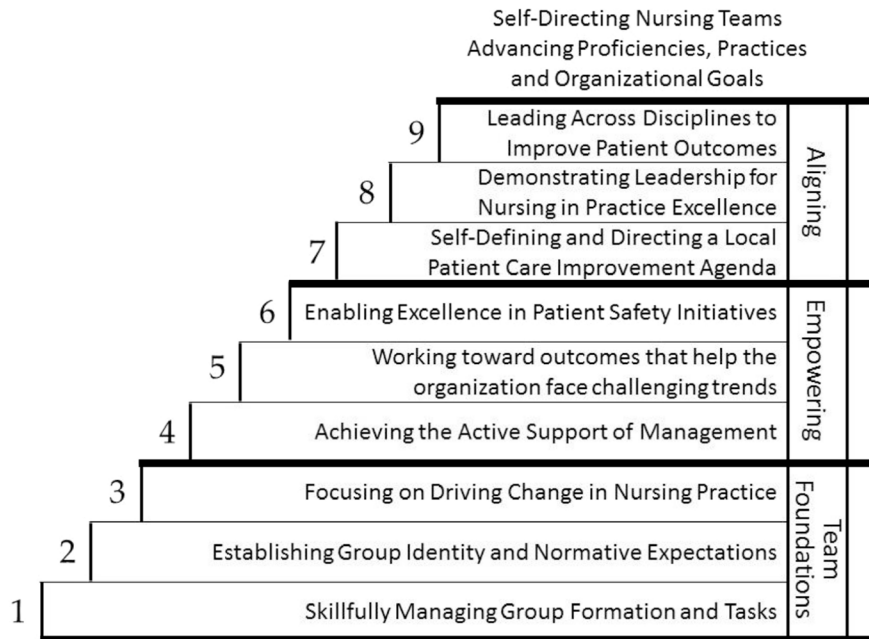 Self-Directing Nursing Teams
Advancing Proficiencies, Practices
and Organizational Goals
9
Leading Across Disciplines to
Improve Patient Outcomes
8
Demonstrating Leadership for
Nursing in Practice Excellence
7
Self-Defining and Directing a Local
Patient Care Improvement Agenda
Aligning
6
Enabling Excellence in Patient Safety Initiatives
5
Working toward outcomes that help the
organization face challenging trends
4
Achieving the Active Support of Management
Empowering
3
Focusing on Driving Change in Nursing Practice
2
Establishing Group Identity and Normative Expectations
1
Skillfully Managing Group Formation and Tasks
Team
Foundations